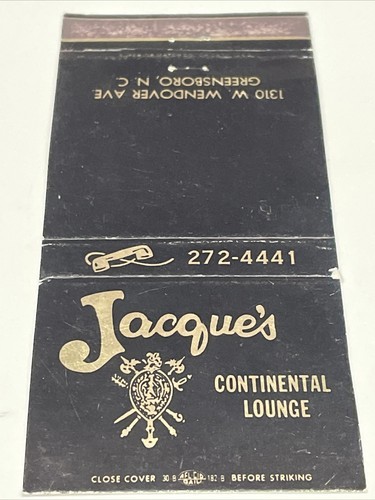 1310 W. WENDOVER AVE.
GREENSBORO, N. C.
272-4441
Jacque's
CONTINENTAL
LOUNGE
CLOSE COVER BEFORE STRIKING